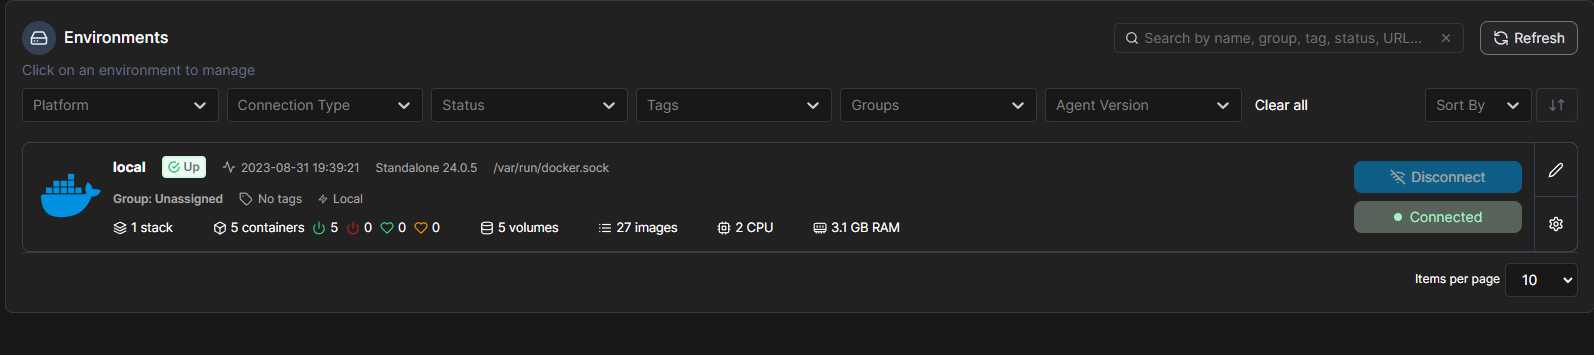 Environments
Search by name, group, tag, status, URL...
Refresh
Click on an environment to manage
Platform
Connection Type
Status
Tags
Groups
Agent Version
Clear all
Sort By
local
Up
2023-08-31 19:39:21
Standalone 24.0.5
/var/run/docker.sock
Disconnect
Group: Unassigned
No tags
Local
1 stack
5 containers
5
0
0
0
5 volumes
27 images
2 CPU
3.1 GB RAM
Connected
Items per page
10